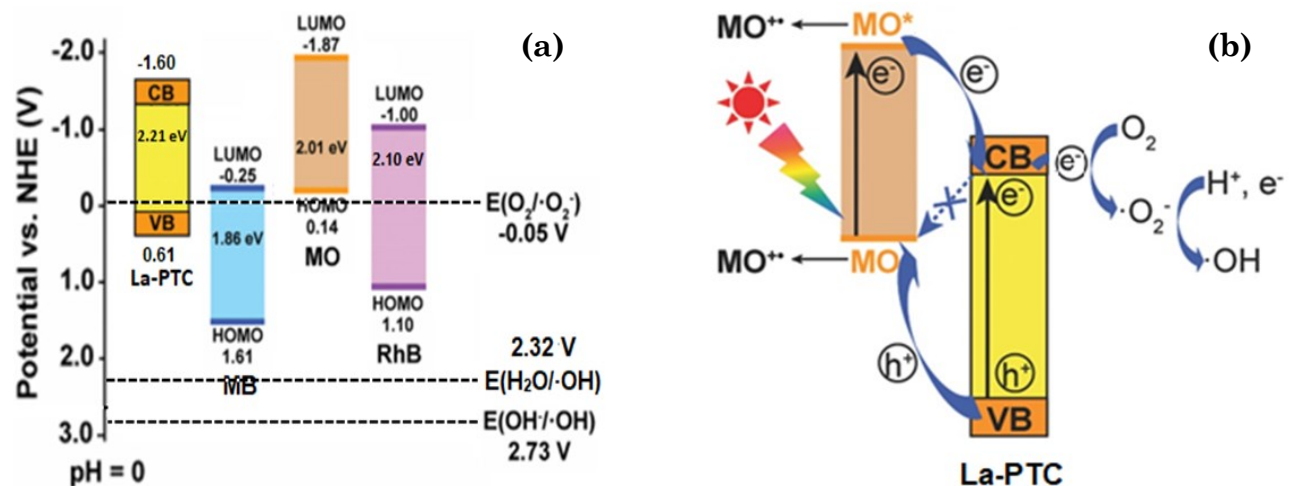 (a)
Potential vs. NHE (V)
-2.0
-1.0
0
1.0
2.0
3.0
pH = 0
-1.60
CB
2.21 eV
VB
0.61
La-PTC
LUMO
-0.25
1.86 eV
HOMO
1.61
MB
LUMO
-1.87
2.01 eV
HOMO
0.14
MO
LUMO
-1.00
2.10 eV
HOMO
1.10
RhB
E(O₂/·O₂⁻)
-0.05 V
2.32 V
E(H₂O/·OH)
E(OH⁻/·OH)
2.73 V
(b)
MO⁺•
MO*
e⁻
e⁻
MO⁺•
MO
CB
e⁻
e⁻
O₂
·O₂⁻
H⁺, e⁻
·OH
h⁺
h⁺
VB
La-PTC